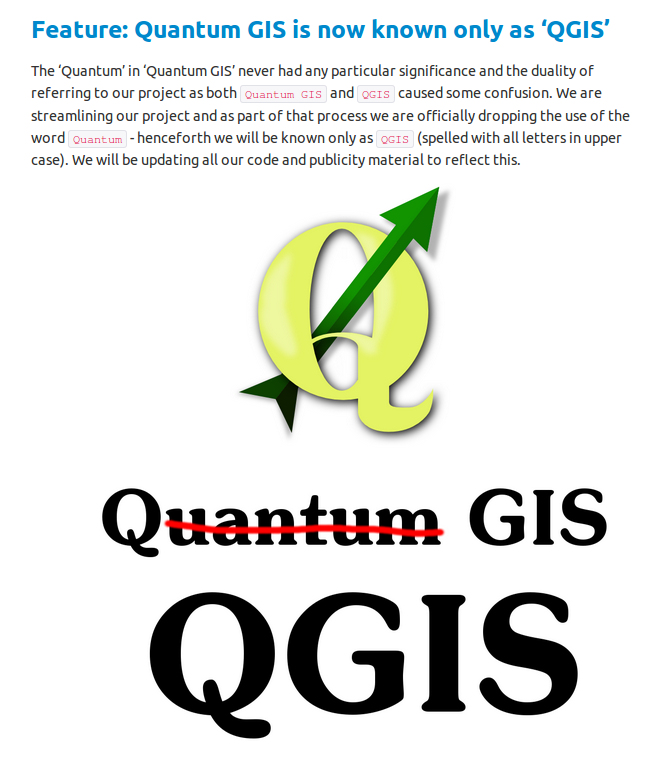 Feature: Quantum GIS is now known only as ‘QGIS’
The ‘Quantum’ in ‘Quantum GIS’ never had any particular significance and the duality of
referring to our project as both Quantum GIS and QGIS caused some confusion. We are
streamlining our project and as part of that process we are officially dropping the use of the
word Quantum - henceforth we will be known only as QGIS (spelled with all letters in upper
case). We will be updating all our code and publicity material to reflect this.
Q
Quantum GIS
QGIS